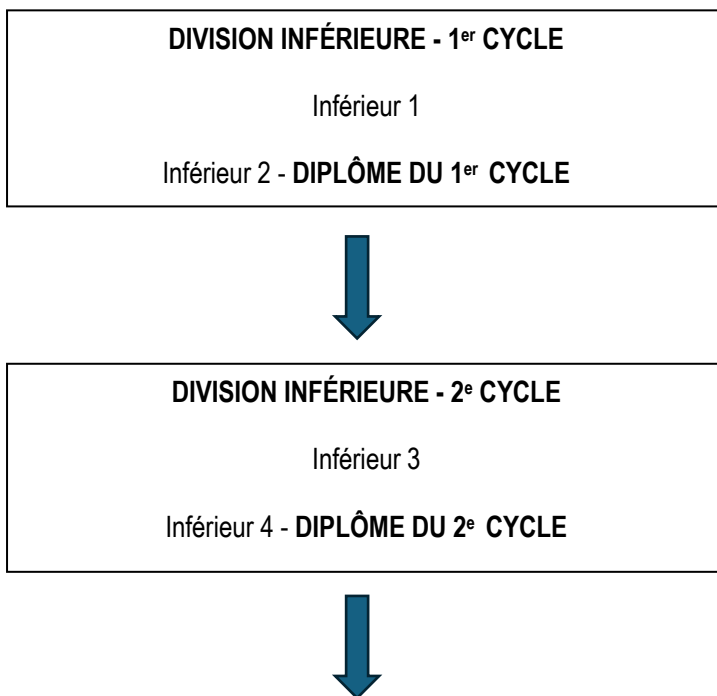 DIVISION INFÉRIEURE - 1er CYCLE
Inférieur 1
Inférieur 2 - DIPLÔME DU 1er CYCLE
DIVISION INFÉRIEURE - 2e CYCLE
Inférieur 3
Inférieur 4 - DIPLÔME DU 2e CYCLE